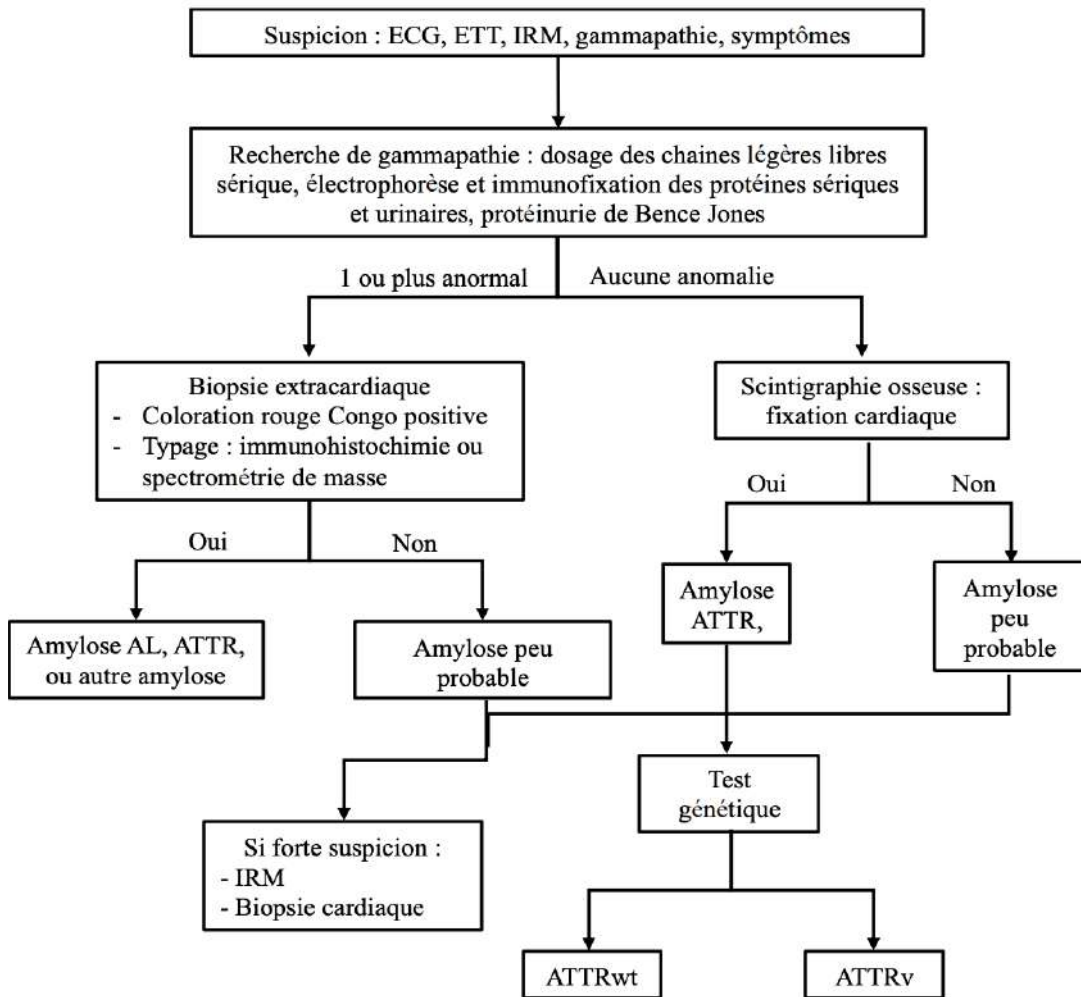 Suspicion : ECG, ETT, IRM, gammapathie, symptômes
Recherche de gammapathie : dosage des chaines légères libres
sérique, électrophorèse et immunofixation des protéines sériques
et urinaires, protéinurie de Bence Jones
1 ou plus anormal
Aucune anomalie
Biopsie extracardiaque
- Coloration rouge Congo positive
- Typage : immunohistochimie ou
spectrométrie de masse
Scintigraphie osseuse :
fixation cardiaque
Oui
Non
Oui
Non
Amylose AL, ATTR,
ou autre amylose
Amylose peu
probable
Amylose
ATTR,
Amylose
peu
probable
Si forte suspicion :
- IRM
- Biopsie cardiaque
Test
génétique
ATTRwt
ATTRv